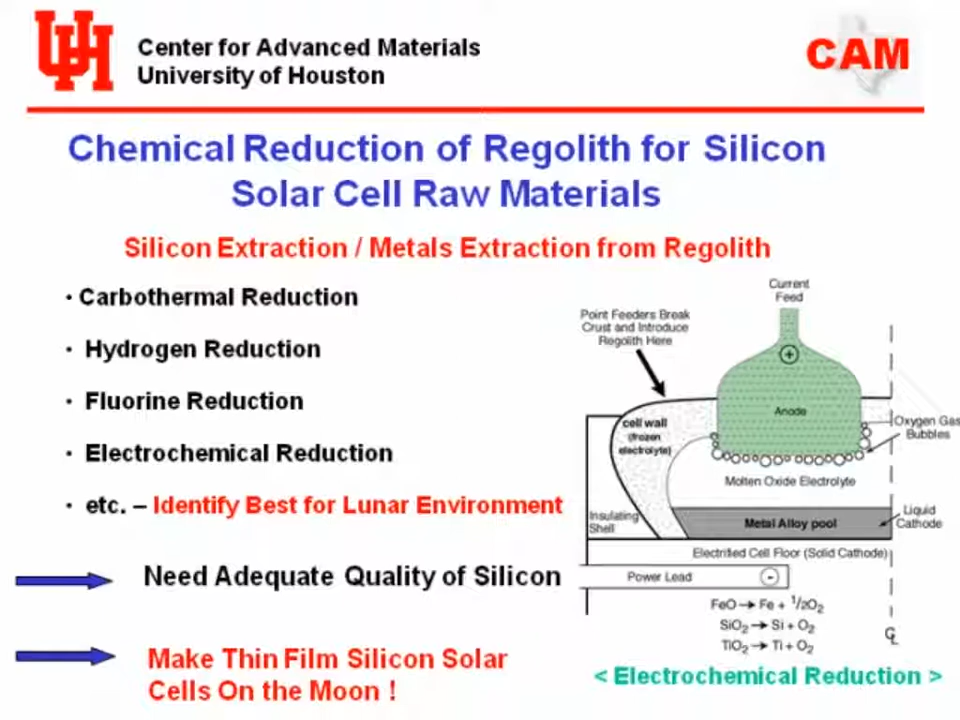 UH
Center for Advanced Materials
University of Houston
CAM
Chemical Reduction of Regolith for Silicon
Solar Cell Raw Materials
Silicon Extraction / Metals Extraction from Regolith
• Carbothermal Reduction
• Hydrogen Reduction
• Fluorine Reduction
• Electrochemical Reduction
• etc. – Identify Best for Lunar Environment
Need Adequate Quality of Silicon
Make Thin Film Silicon Solar
Cells On the Moon !
Current
Feed
Point Feeders Break
Crust and Introduce
Regolith Here
+
Anode
cell wall
(frozen
electrolyte)
Oxygen Gas
Bubbles
Molten Oxide Electrolyte
Insulating
Shell
Metal Alloy pool
Liquid
Cathode
Electrified Cell Floor (Solid Cathode)
Power Lead
-
FeO → Fe + 1/2O2
SiO2 → Si + O2
TiO2 → Ti + O2
CL
< Electrochemical Reduction >